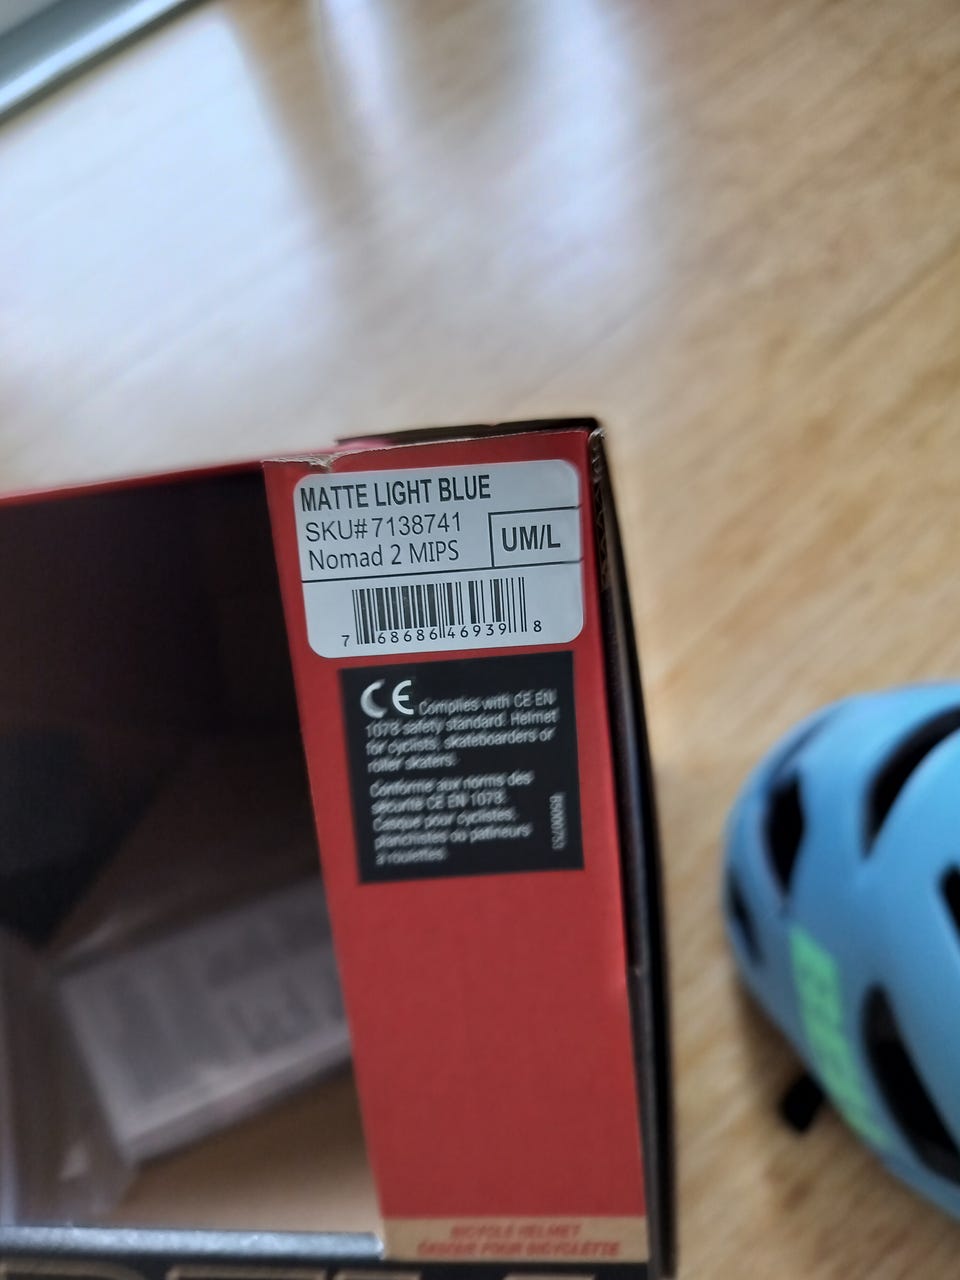 MATTE LIGHT BLUE
SKU# 7138741
Nomad 2 MIPS
UM/L
7 68686 46939 8
CE Complies with CE EN
1078 safety standard. Helmet
for cyclists, skateboarders or
roller skaters.
Conforme aux norms des
sécurité CE EN 1078.
Casque pour cyclistes,
planchistes ou patineurs
à roulettes.
B500753
BICYCLE HELMET
CASQUE POUR BICYCLETTE